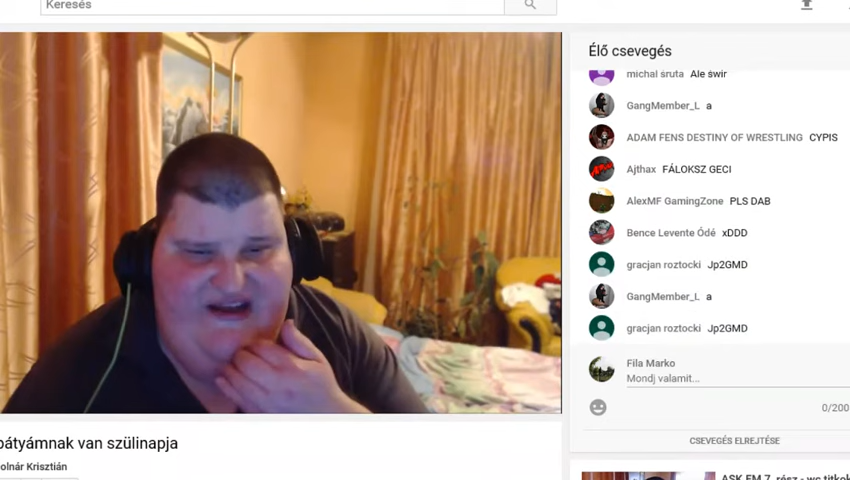 Keresés
Élő csevegés
michal śruta Ale świr
GangMember_L a
ADAM FENS DESTINY OF WRESTLING CYPIS
Ajthax FÁLOKSZ GECI
AlexMF GamingZone PLS DAB
Bence Levente Ódé xDDD
gracjan roztocki Jp2GMD
GangMember_L a
gracjan roztocki Jp2GMD
Fila Marko
Mondj valamit...
0/200
CSEVEGÉS ELREJTÉSE
bátyámnak van szülinapja
olnár Krisztián
ASK.FM 7. rész - wc titkok